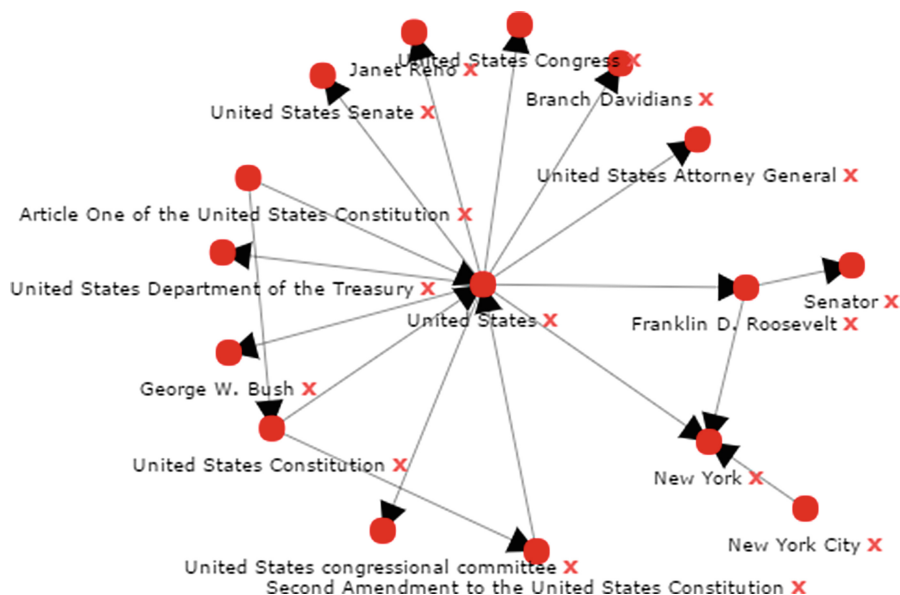 United States Congress x
Janet Reno x
Branch Davidians x
United States Senate x
United States Attorney General x
Article One of the United States Constitution x
United States Department of the Treasury x
Senator x
United States x
Franklin D. Roosevelt x
George W. Bush x
United States Constitution x
New York x
New York City x
United States congressional committee x
Second Amendment to the United States Constitution x